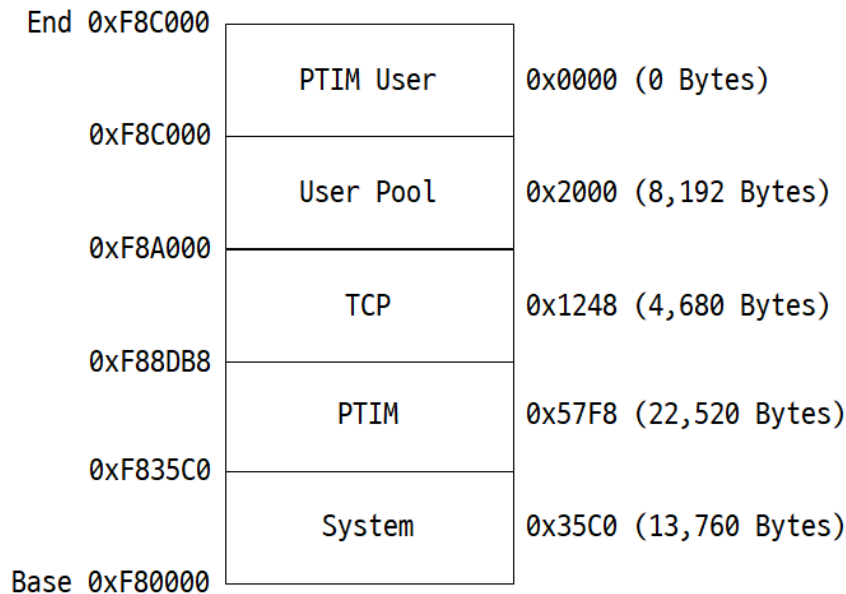 End 0xF8C000
PTIM User 0x0000 (0 Bytes)
0xF8C000
User Pool 0x2000 (8,192 Bytes)
0xF8A000
TCP 0x1248 (4,680 Bytes)
0xF88DB8
PTIM 0x57F8 (22,520 Bytes)
0xF835C0
System 0x35C0 (13,760 Bytes)
Base 0xF80000